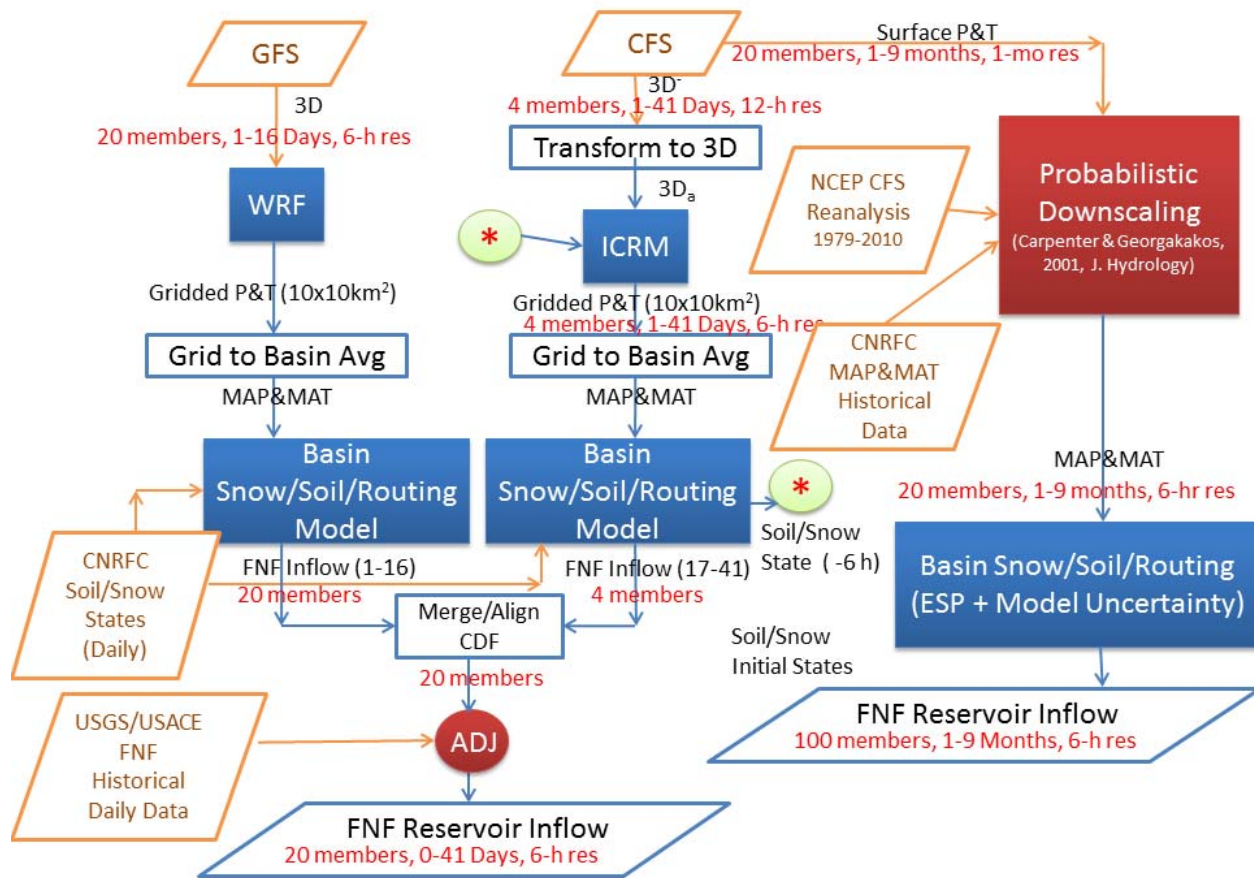 GFS
3D
20 members, 1-16 Days, 6-h res
WRF
Gridded P&T (10x10km²)
Grid to Basin Avg
MAP&MAT
Basin
Snow/Soil/Routing
Model
CNRFC
Soil/Snow
States
(Daily)
FNF Inflow (1-16)
20 members
CFS
3D-
4 members, 1-41 Days, 12-h res
Transform to 3D
3Da
*
ICRM
Gridded P&T (10x10km²)
4 members, 1-41 Days, 6-h res
Grid to Basin Avg
MAP&MAT
Basin
Snow/Soil/Routing
Model
*
Soil/Snow
State ( -6 h)
FNF Inflow (17-41)
4 members
Merge/Align
CDF
20 members
USGS/USACE
FNF
Historical
Daily Data
ADJ
FNF Reservoir Inflow
20 members, 0-41 Days, 6-h res
Surface P&T
20 members, 1-9 months, 1-mo res
NCEP CFS
Reanalysis
1979-2010
Probabilistic
Downscaling
(Carpenter & Georgakakos,
2001, J. Hydrology)
CNRFC
MAP&MAT
Historical
Data
MAP&MAT
20 members, 1-9 months, 6-hr res
Basin Snow/Soil/Routing
(ESP + Model Uncertainty)
Soil/Snow
Initial States
FNF Reservoir Inflow
100 members, 1-9 Months, 6-h res